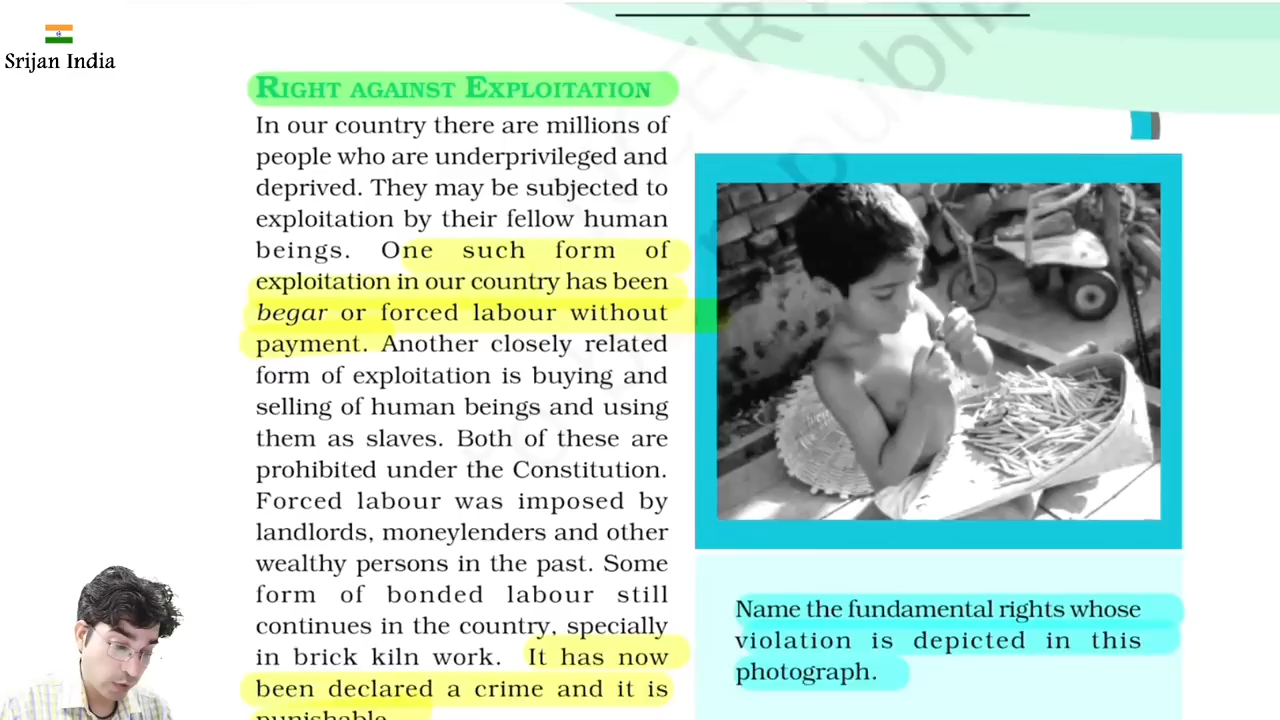 Srijan India
RIGHT AGAINST EXPLOITATION
In our country there are millions of
people who are underprivileged and
deprived. They may be subjected to
exploitation by their fellow human
beings. One such form of
exploitation in our country has been
begar or forced labour without
payment. Another closely related
form of exploitation is buying and
selling of human beings and using
them as slaves. Both of these are
prohibited under the Constitution.
Forced labour was imposed by
landlords, moneylenders and other
wealthy persons in the past. Some
form of bonded labour still
continues in the country, specially
in brick kiln work. It has now
been declared a crime and it is
punishable.
Name the fundamental rights whose
violation is depicted in this
photograph.